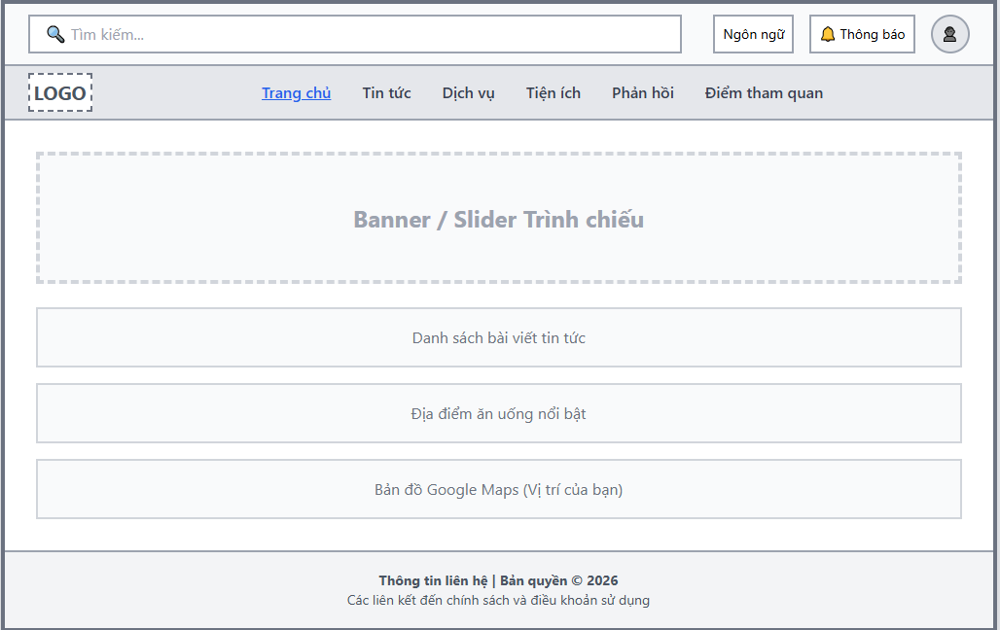 Tìm kiếm...
Ngôn ngữ
Thông báo
LOGO
Trang chủ
Tin tức
Dịch vụ
Tiện ích
Phản hồi
Điểm tham quan
Banner / Slider Trình chiếu
Danh sách bài viết tin tức
Địa điểm ăn uống nổi bật
Bản đồ Google Maps (Vị trí của bạn)
Thông tin liên hệ | Bản quyền © 2026
Các liên kết đến chính sách và điều khoản sử dụng